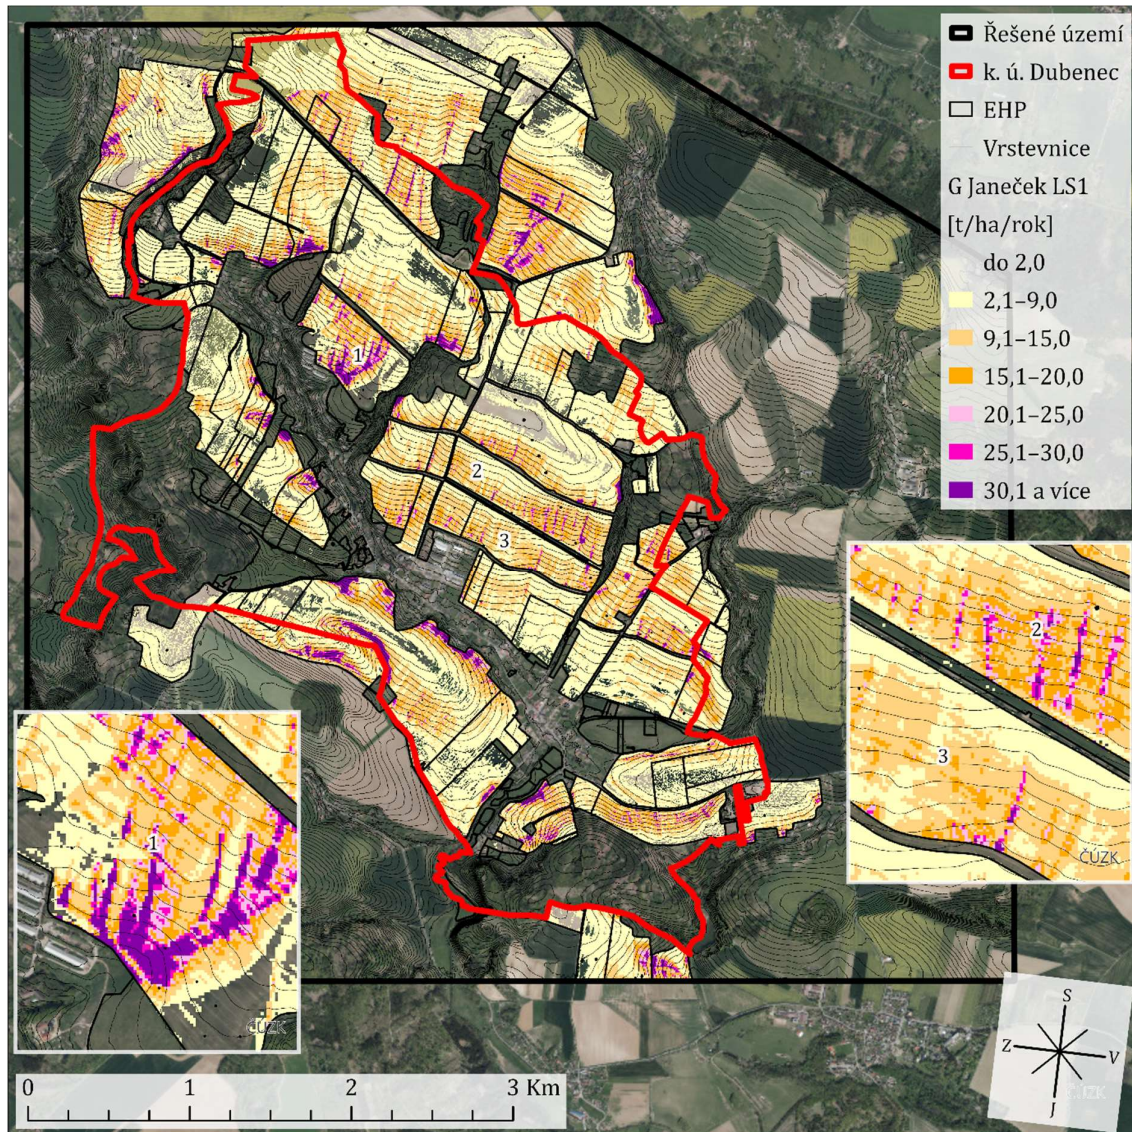 Řešené území
k. ú. Dubenec
EHP
Vrstevnice
G Janeček LS1
[t/ha/rok]
do 2,0
2,1–9,0
9,1–15,0
15,1–20,0
20,1–25,0
25,1–30,0
30,1 a více
1
2
3
2
3
ČÚZK
1
ČÚZK
0 1 2 3 Km
S
Z V
J